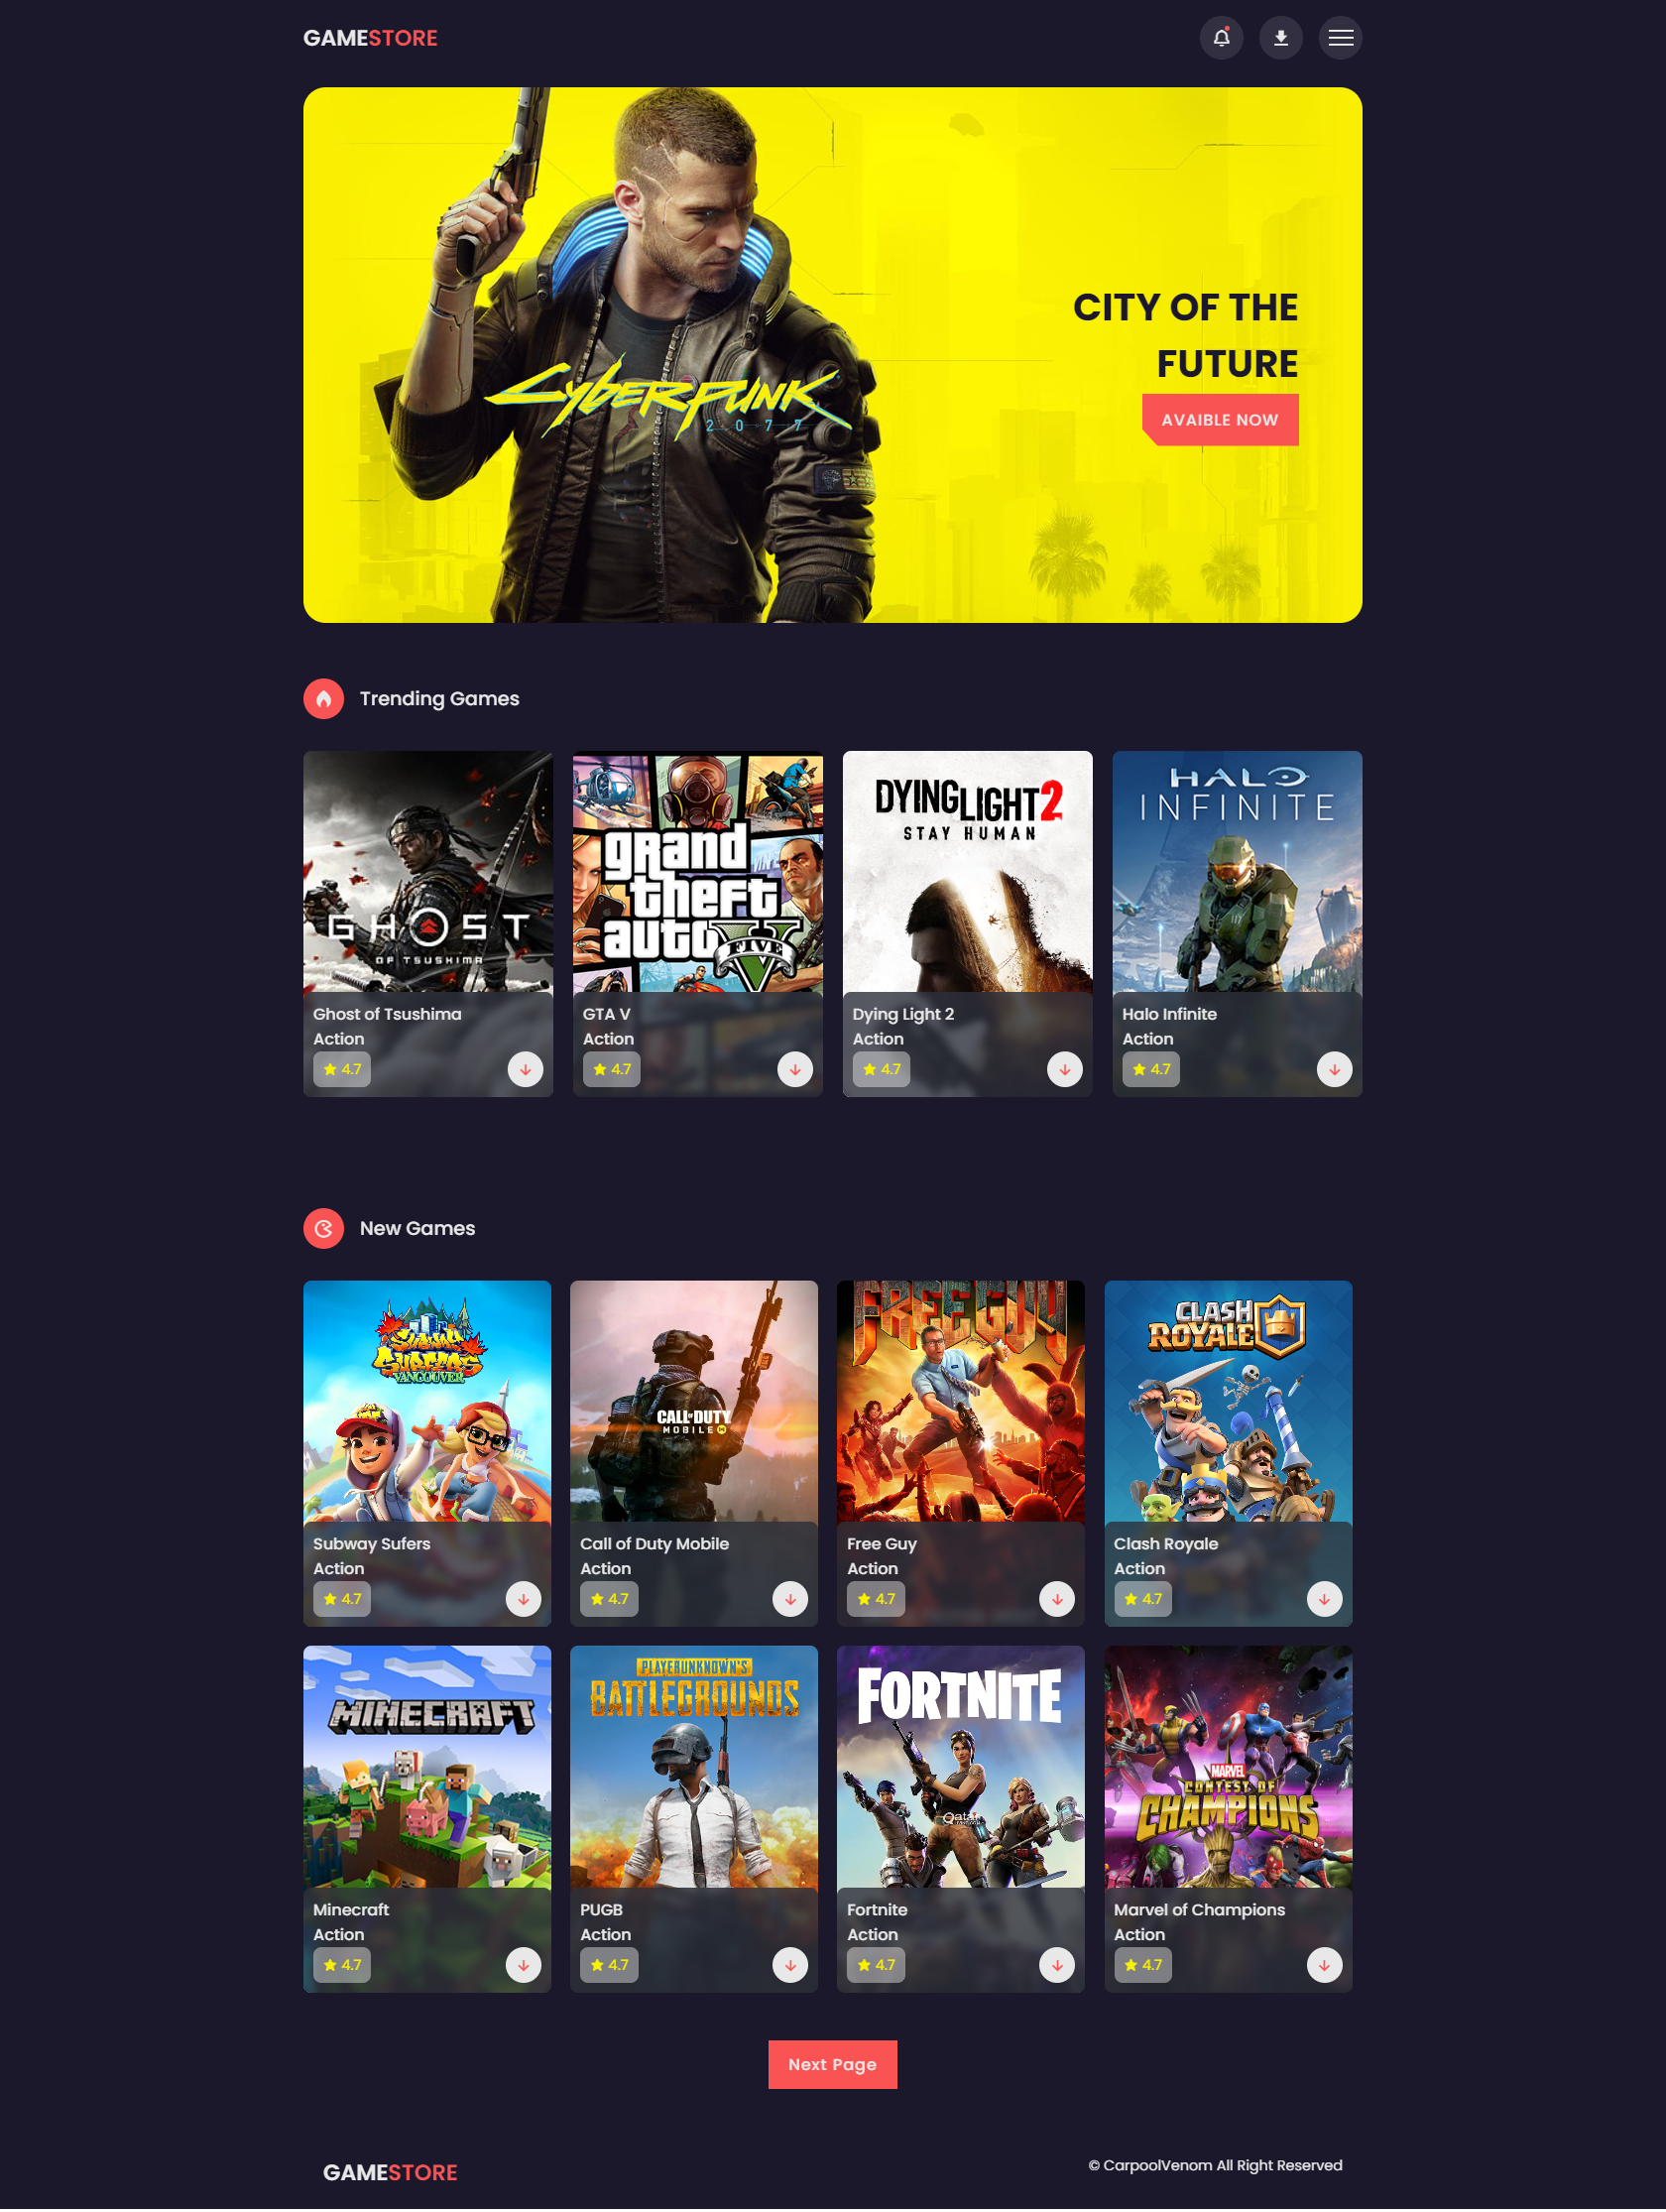 GAMESTORE
CYBERPUNK
2077
CITY OF THE
FUTURE
AVAIBLE NOW
Trending Games
GHOST
OF TSUSHIMA
Ghost of Tsushima
Action
4.7
grand
theft
auto V
FIVE
GTA V
Action
4.7
DYING LIGHT 2
STAY HUMAN
Dying Light 2
Action
4.7
HALO
INFINITE
Halo Infinite
Action
4.7
New Games
SUBWAY
SURFERS
VANCOUVER
Subway Sufers
Action
4.7
CALL OF DUTY
MOBILE
Call of Duty Mobile
Action
4.7
FREE GUY
Free Guy
Action
4.7
CLASH
ROYALE
Clash Royale
Action
4.7
MINECRAFT
Minecraft
Action
4.7
PLAYERUNKNOWN'S
BATTLEGROUNDS
PUGB
Action
4.7
FORTNITE
Fortnite
Action
4.7
MARVEL
CONTEST OF
CHAMPIONS
Marvel of Champions
Action
4.7
Next Page
GAMESTORE
© CarpoolVenom All Right Reserved